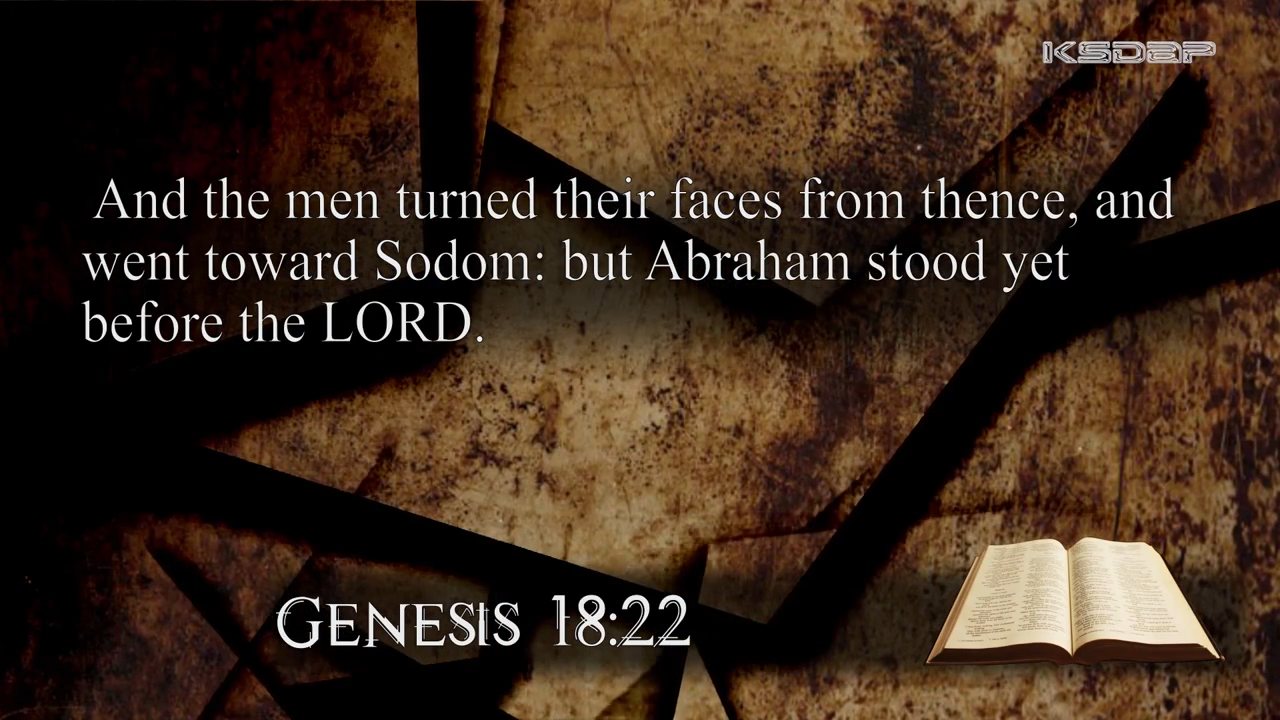 KSDaP
And the men turned their faces from thence, and
went toward Sodom: but Abraham stood yet
before the LORD.
Genesis 18:22